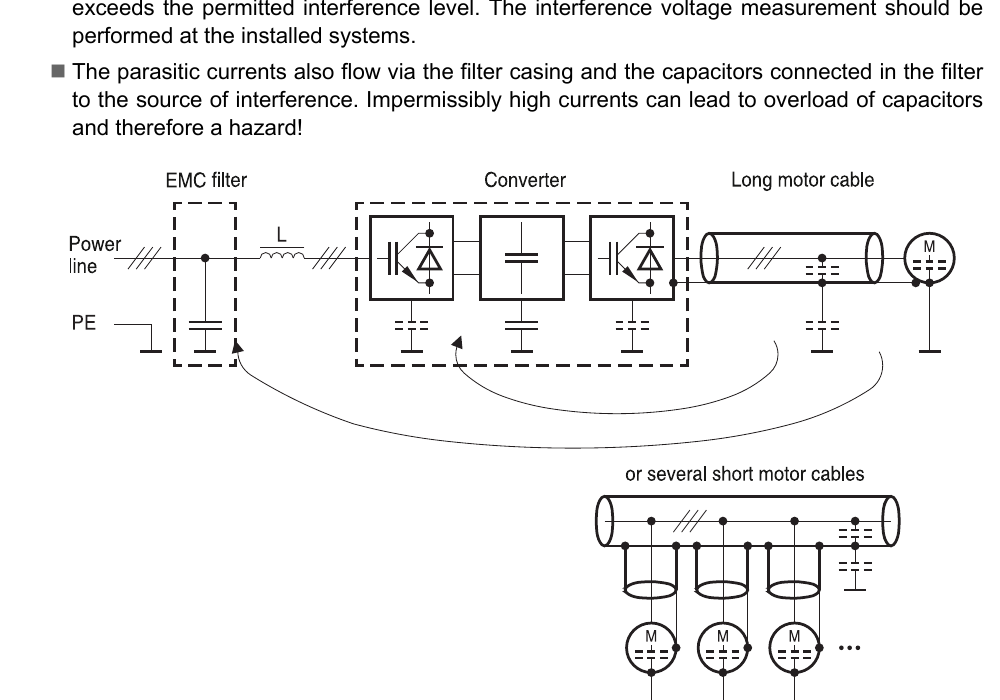 exceeds the permitted interference level. The interference voltage measurement should be
performed at the installed systems.
■ The parasitic currents also flow via the filter casing and the capacitors connected in the filter
to the source of interference. Impermissibly high currents can lead to overload of capacitors
and therefore a hazard!
EMC filter
Converter
Long motor cable
Power
line
L
M
PE
or several short motor cables
M
M
M
...